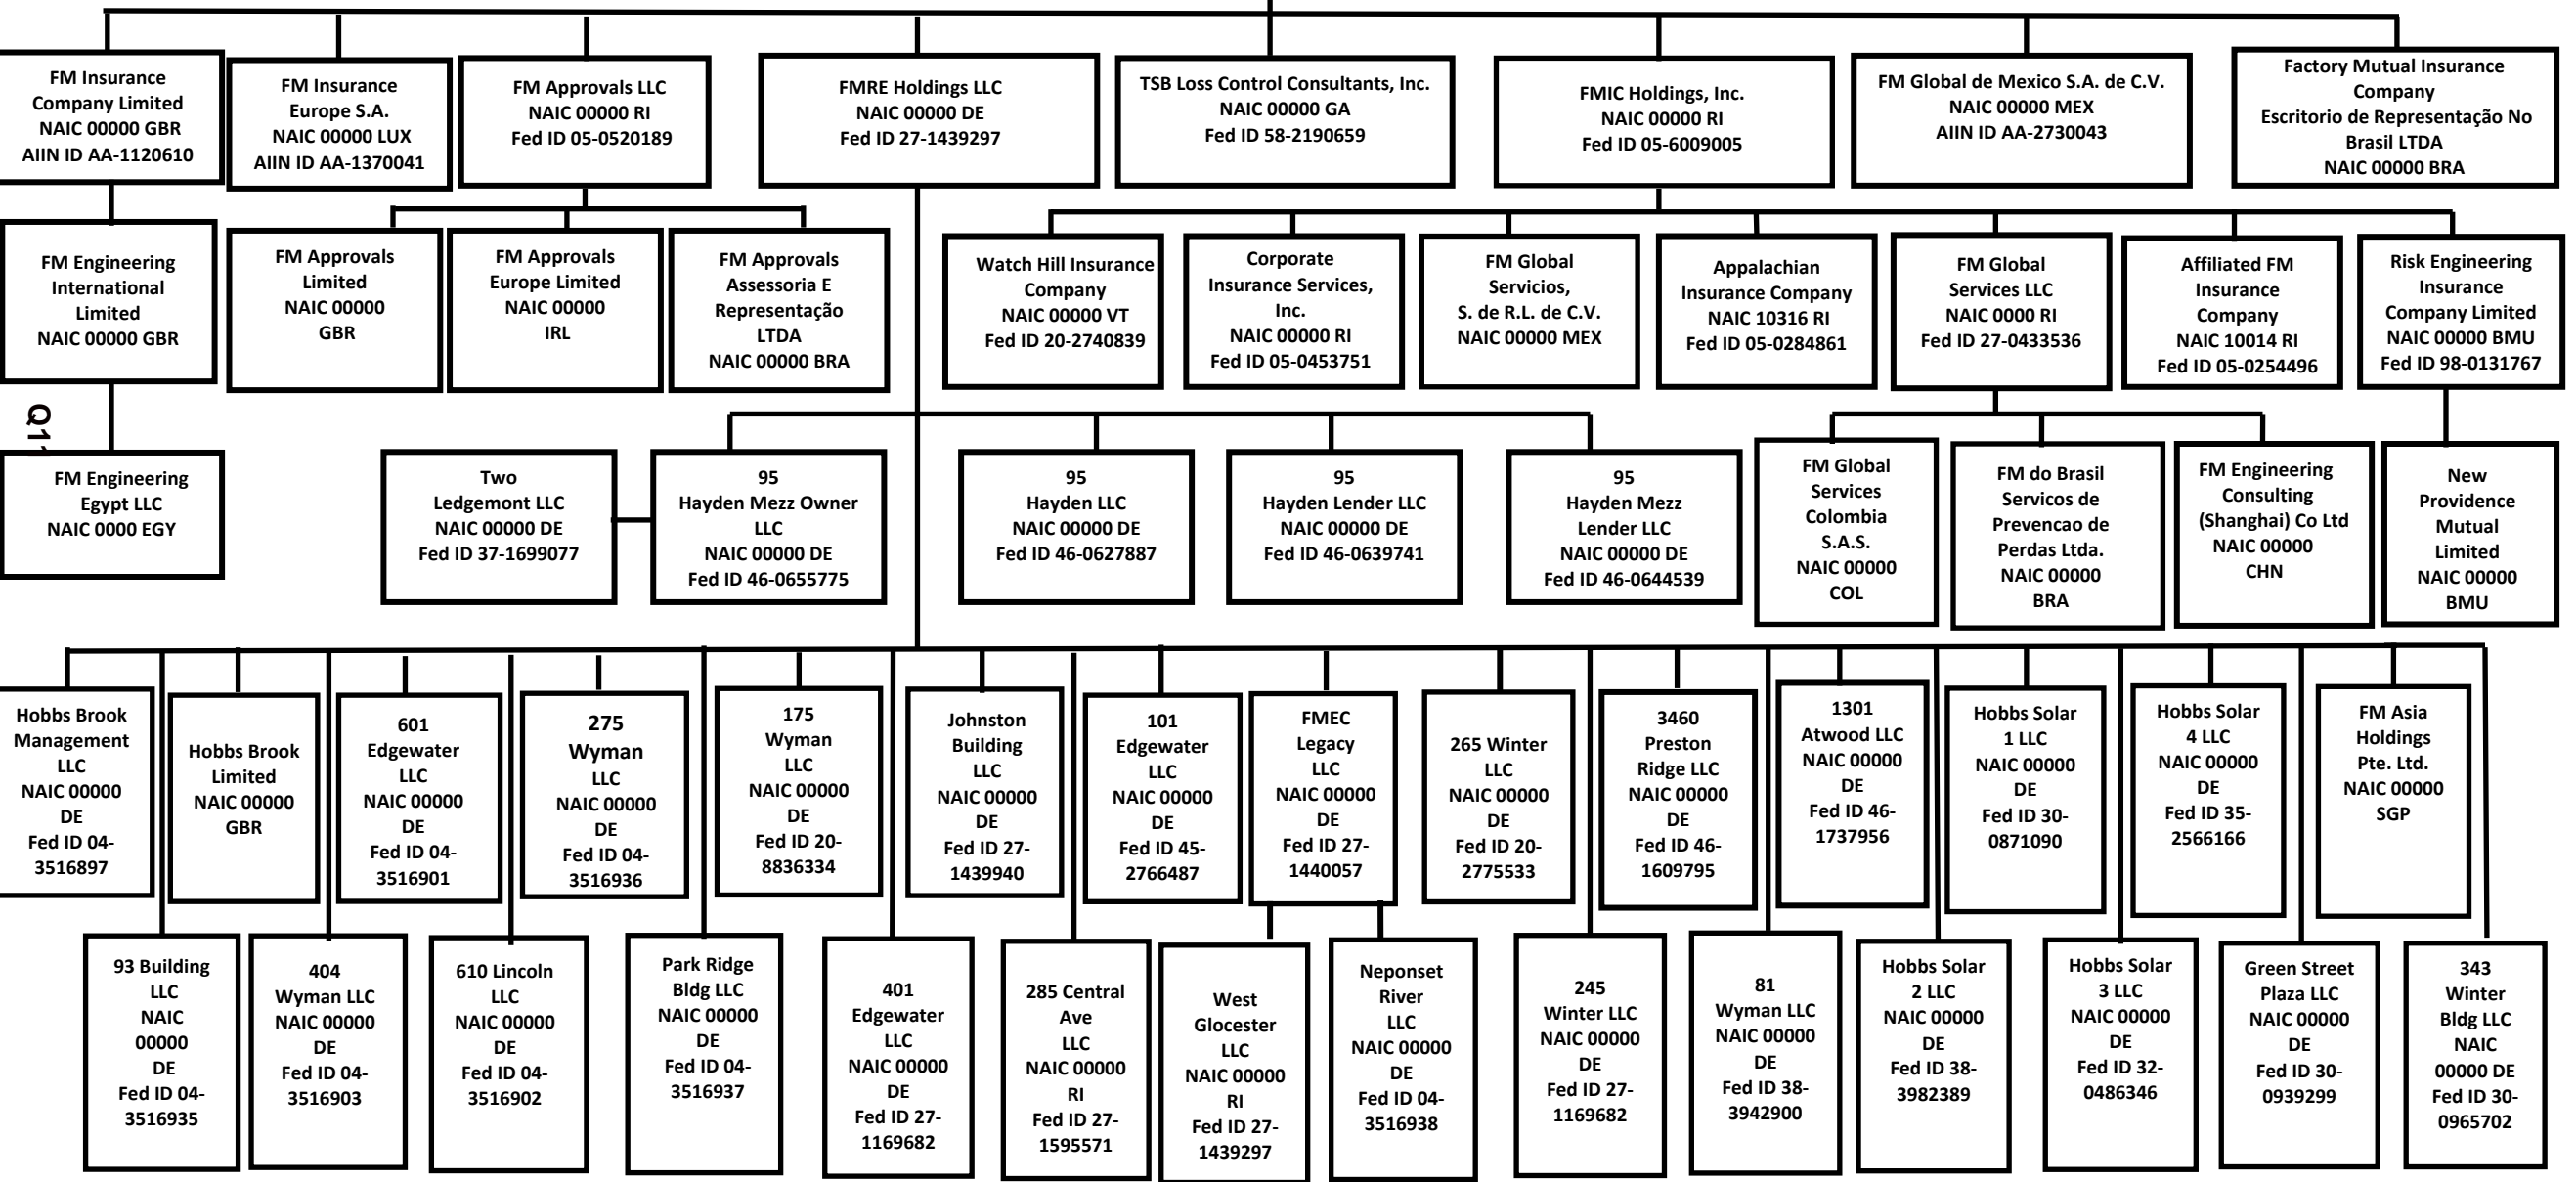 FM Insurance
Company Limited
NAIC 00000 GBR
AIIN ID AA-1120610
FM Insurance
Europe S.A.
NAIC 00000 LUX
AIIN ID AA-1370041
FM Approvals LLC
NAIC 00000 RI
Fed ID 05-0520189
FMRE Holdings LLC
NAIC 00000 DE
Fed ID 27-1439297
TSB Loss Control Consultants, Inc.
NAIC 00000 GA
Fed ID 58-2190659
FMIC Holdings, Inc.
NAIC 00000 RI
Fed ID 05-6009005
FM Global de Mexico S.A. de C.V.
NAIC 00000 MEX
AIIN ID AA-2730043
Factory Mutual Insurance
Company
Escritorio de Representação No
Brasil LTDA
NAIC 00000 BRA
FM Engineering
International
Limited
NAIC 00000 GBR
FM Approvals
Limited
NAIC 00000
GBR
FM Approvals
Europe Limited
NAIC 00000
IRL
FM Approvals
Assessoria E
Representação
LTDA
NAIC 00000 BRA
Watch Hill Insurance
Company
NAIC 00000 VT
Fed ID 20-2740839
Corporate
Insurance Services,
Inc.
NAIC 00000 RI
Fed ID 05-0453751
FM Global
Servicios,
S. de R.L. de C.V.
NAIC 00000 MEX
Appalachian
Insurance Company
NAIC 10316 RI
Fed ID 05-0284861
FM Global
Services LLC
NAIC 0000 RI
Fed ID 27-0433536
Affiliated FM
Insurance
Company
NAIC 10014 RI
Fed ID 05-0254496
Risk Engineering
Insurance
Company Limited
NAIC 00000 BMU
Fed ID 98-0131767
FM Engineering
Egypt LLC
NAIC 0000 EGY
Two
Ledgemont LLC
NAIC 00000 DE
Fed ID 37-1699077
95
Hayden Mezz Owner
LLC
NAIC 00000 DE
Fed ID 46-0655775
95
Hayden LLC
NAIC 00000 DE
Fed ID 46-0627887
95
Hayden Lender LLC
NAIC 00000 DE
Fed ID 46-0639741
95
Hayden Mezz
Lender LLC
NAIC 00000 DE
Fed ID 46-0644539
FM Global
Services
Colombia
S.A.S.
NAIC 00000
COL
FM do Brasil
Servicos de
Prevencao de
Perdas Ltda.
NAIC 00000
BRA
FM Engineering
Consulting
(Shanghai) Co Ltd
NAIC 00000
CHN
New
Providence
Mutual
Limited
NAIC 00000
BMU
Hobbs Brook
Management
LLC
NAIC 00000
DE
Fed ID 04-
3516897
Hobbs Brook
Limited
NAIC 00000
GBR
601
Edgewater
LLC
NAIC 00000
DE
Fed ID 04-
3516901
275
Wyman
LLC
NAIC 00000
DE
Fed ID 04-
3516936
175
Wyman
LLC
NAIC 00000
DE
Fed ID 20-
8836334
Johnston
Building
LLC
NAIC 00000
DE
Fed ID 27-
1439940
101
Edgewater
LLC
NAIC 00000
DE
Fed ID 45-
2766487
FMEC
Legacy
LLC
NAIC 00000
DE
Fed ID 27-
1440057
265 Winter
LLC
NAIC 00000
DE
Fed ID 20-
2775533
3460
Preston
Ridge LLC
NAIC 00000
DE
Fed ID 46-
1609795
1301
Atwood LLC
NAIC 00000
DE
Fed ID 46-
1737956
Hobbs Solar
1 LLC
NAIC 00000
DE
Fed ID 30-
0871090
Hobbs Solar
4 LLC
NAIC 00000
DE
Fed ID 35-
2566166
FM Asia
Holdings
Pte. Ltd.
NAIC 00000
SGP
93 Building
LLC
NAIC
00000
DE
Fed ID 04-
3516935
404
Wyman LLC
NAIC 00000
DE
Fed ID 04-
3516903
610 Lincoln
LLC
NAIC 00000
DE
Fed ID 04-
3516902
Park Ridge
Bldg LLC
NAIC 00000
DE
Fed ID 04-
3516937
401
Edgewater
LLC
NAIC 00000
DE
Fed ID 27-
1169682
285 Central
Ave
LLC
NAIC 00000
RI
Fed ID 27-
1595571
West
Glocester
LLC
NAIC 00000
RI
Fed ID 27-
1439297
Neponset
River
LLC
NAIC 00000
DE
Fed ID 04-
3516938
245
Winter LLC
NAIC 00000
DE
Fed ID 27-
1169682
81
Wyman LLC
NAIC 00000
DE
Fed ID 38-
3942900
Hobbs Solar
2 LLC
NAIC 00000
DE
Fed ID 38-
3982389
Hobbs Solar
3 LLC
NAIC 00000
DE
Fed ID 32-
0486346
Green Street
Plaza LLC
NAIC 00000
DE
Fed ID 30-
0939299
343
Winter
Bldg LLC
NAIC
00000 DE
Fed ID 30-
0965702